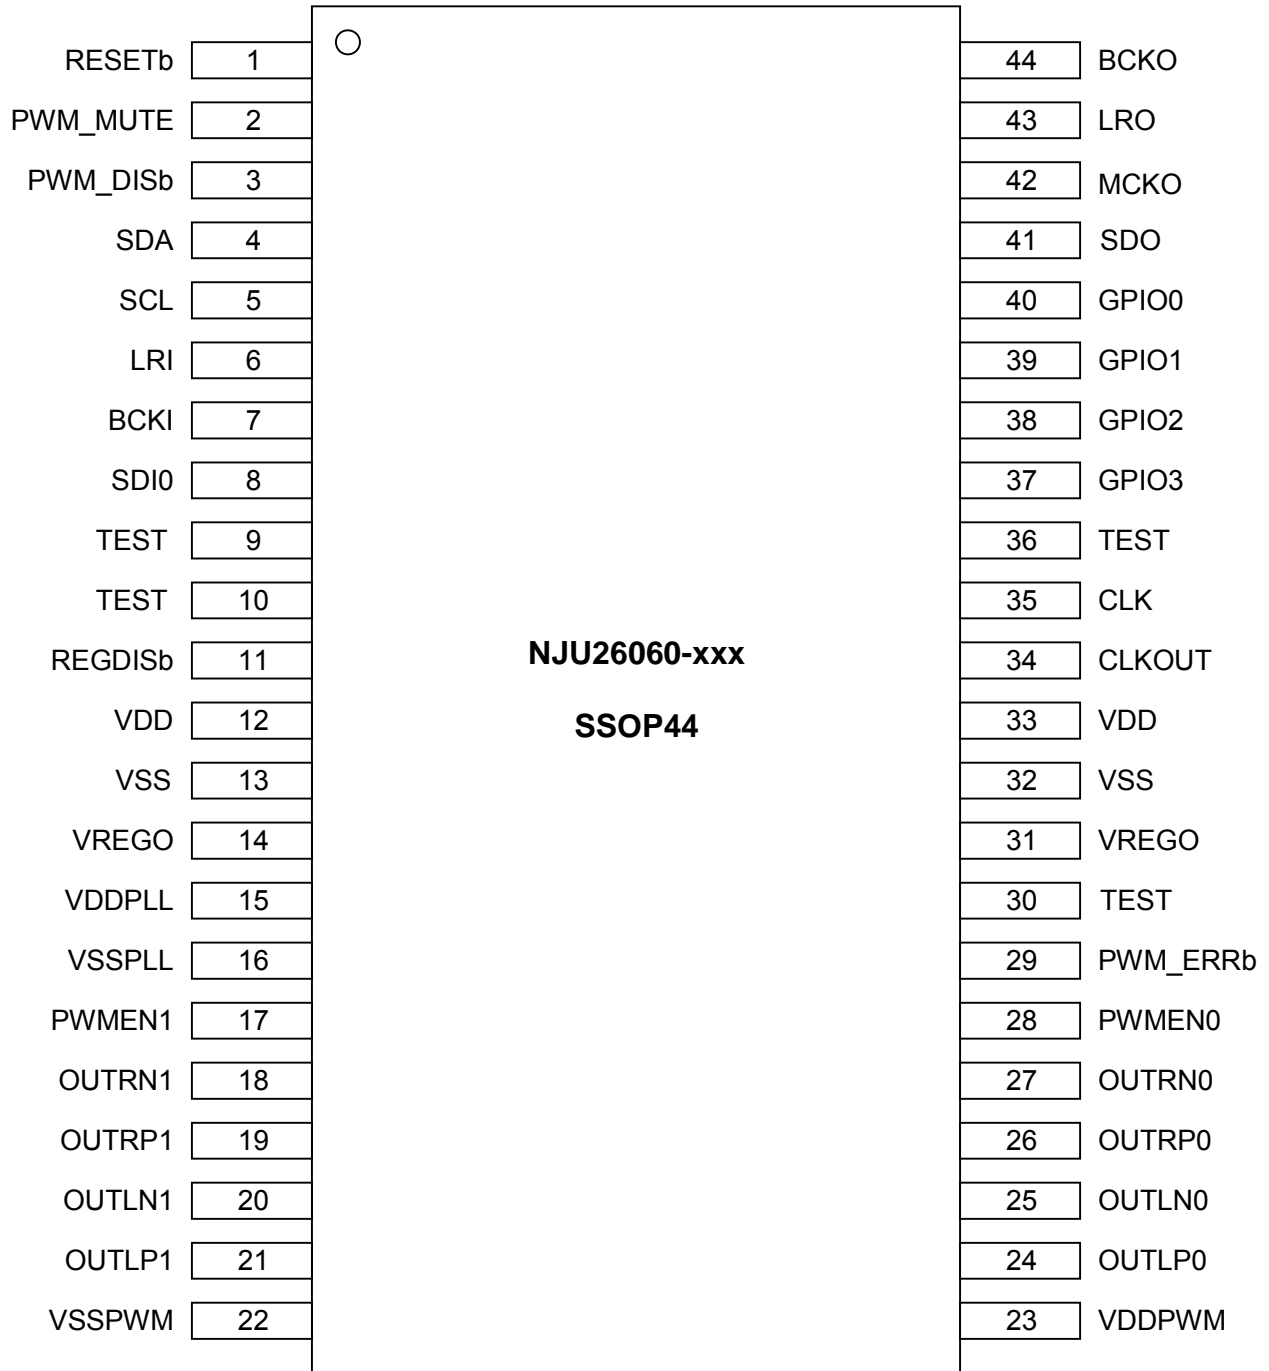 RESETb 1 44 BCKO
PWM_MUTE 2 43 LRO
PWM_DISb 3 42 MCKO
SDA 4 41 SDO
SCL 5 40 GPIO0
LRI 6 39 GPIO1
BCKI 7 38 GPIO2
SDI0 8 37 GPIO3
TEST 9 36 TEST
TEST 10 35 CLK
REGDISb 11 NJU26060-xxx 34 CLKOUT
VDD 12 SSOP44 33 VDD
VSS 13 32 VSS
VREGO 14 31 VREGO
VDDPLL 15 30 TEST
VSSPLL 16 29 PWM_ERRb
PWMEN1 17 28 PWMEN0
OUTRN1 18 27 OUTRN0
OUTRP1 19 26 OUTRP0
OUTLN1 20 25 OUTLN0
OUTLP1 21 24 OUTLP0
VSSPWM 22 23 VDDPWM